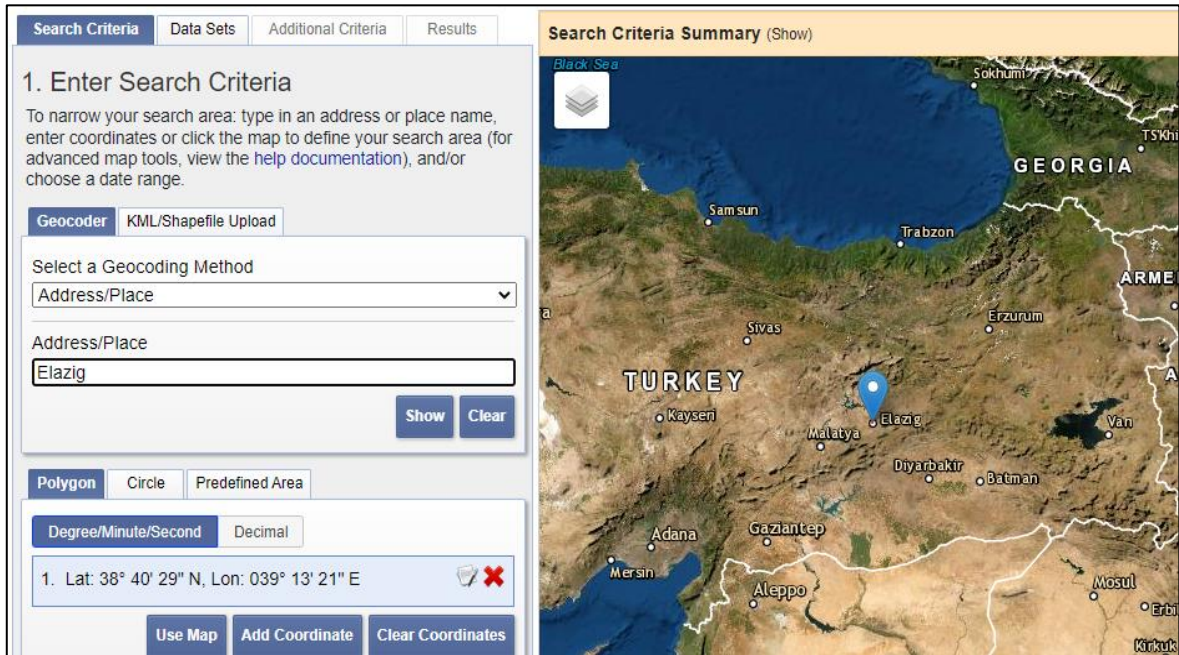 Search Criteria
Data Sets
Additional Criteria
Results
1. Enter Search Criteria
To narrow your search area: type in an address or place name,
enter coordinates or click the map to define your search area (for
advanced map tools, view the help documentation), and/or
choose a date range.
Geocoder
KML/Shapefile Upload
Select a Geocoding Method
Address/Place
Address/Place
Elazig
Show
Clear
Polygon
Circle
Predefined Area
Degree/Minute/Second
Decimal
1. Lat: 38° 40' 29" N, Lon: 039° 13' 21" E
Use Map
Add Coordinate
Clear Coordinates
Search Criteria Summary (Show)
Black Sea
Sokhumi
TS'Khi
GEORGIA
Samsun
Trabzon
ARME
Erzurum
Sivas
TURKEY
A
Kayseri
Elazig
Malatya
Van
Diyarbakir
Batman
Adana
Gaziantep
Mersin
Aleppo
Mosul
Erbi
Kirkuk